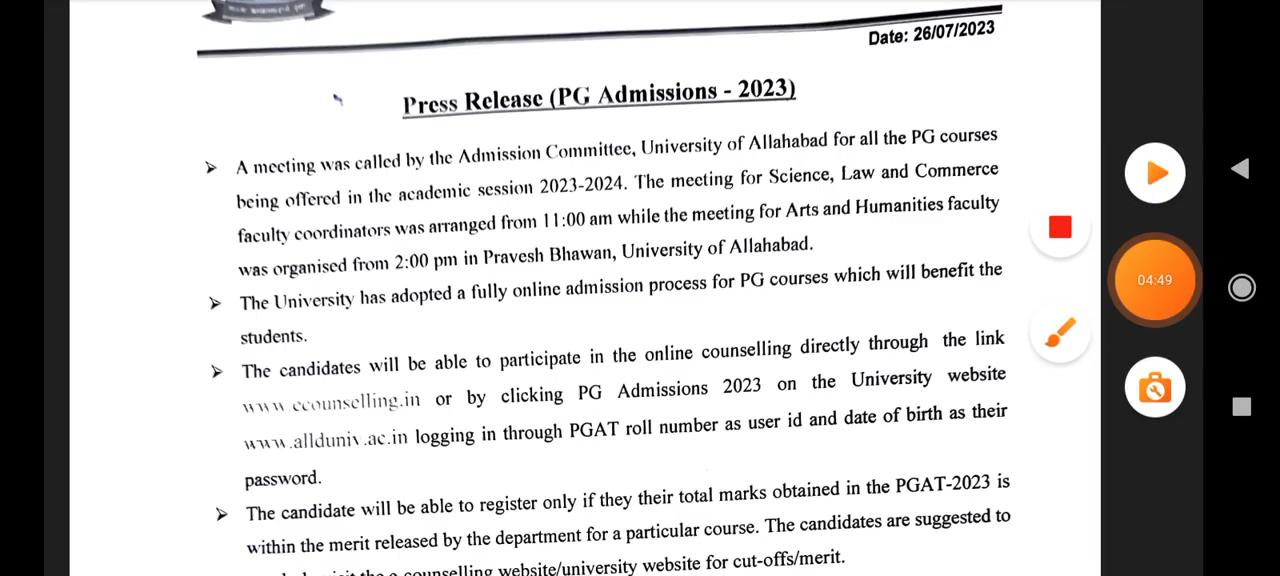 Date: 26/07/2023
Press Release (PG Admissions - 2023)
➢ A meeting was called by the Admission Committee, University of Allahabad for all the PG courses
being offered in the academic session 2023-2024. The meeting for Science, Law and Commerce
faculty coordinators was arranged from 11:00 am while the meeting for Arts and Humanities faculty
was organised from 2:00 pm in Pravesh Bhawan, University of Allahabad.
➢ The University has adopted a fully online admission process for PG courses which will benefit the
students.
➢ The candidates will be able to participate in the online counselling directly through the link
www.ecounselling.in or by clicking PG Admissions 2023 on the University website
www.allduniv.ac.in logging in through PGAT roll number as user id and date of birth as their
password.
➢ The candidate will be able to register only if they their total marks obtained in the PGAT-2023 is
within the merit released by the department for a particular course. The candidates are suggested to
counselling website/university website for cut-offs/merit.
04:49